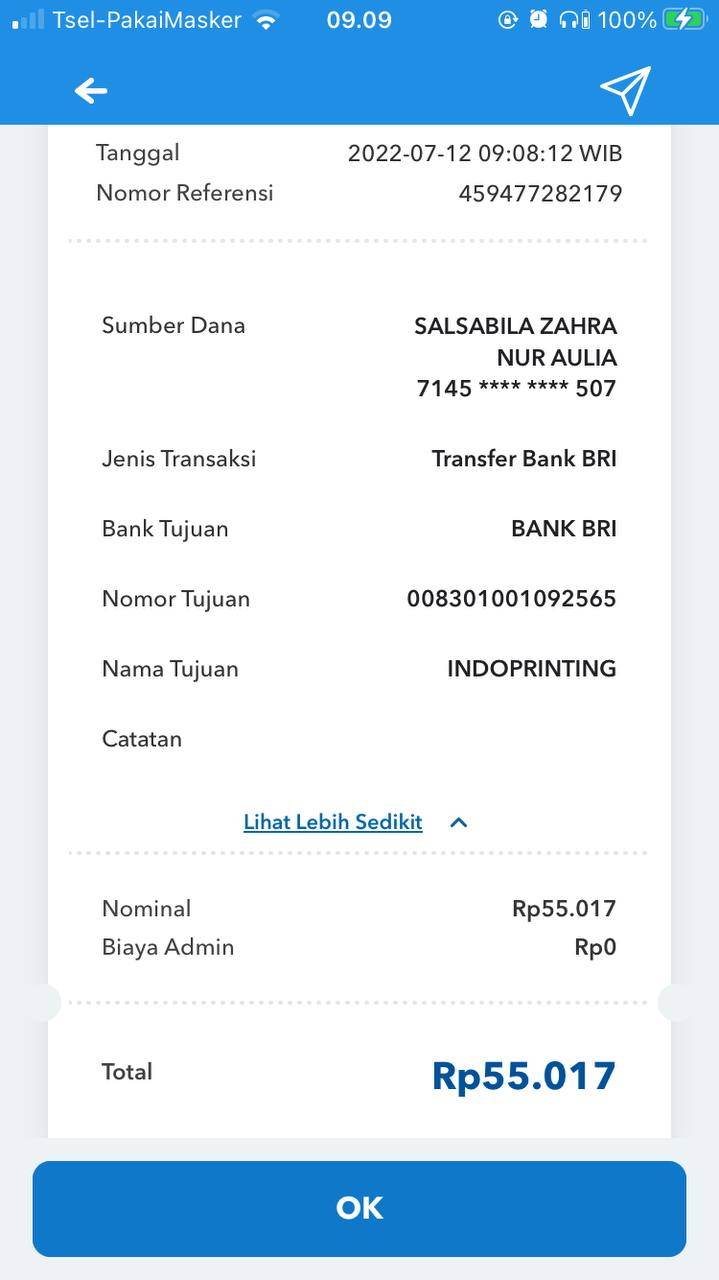 Tsel-PakaiMasker 09.09 100%
Tanggal 2022-07-12 09:08:12 WIB
Nomor Referensi 459477282179
Sumber Dana SALSABILA ZAHRA
NUR AULIA
7145 **** **** 507
Jenis Transaksi Transfer Bank BRI
Bank Tujuan BANK BRI
Nomor Tujuan 008301001092565
Nama Tujuan INDOPRINTING
Catatan
Lihat Lebih Sedikit
Nominal Rp55.017
Biaya Admin Rp0
Total Rp55.017
OK